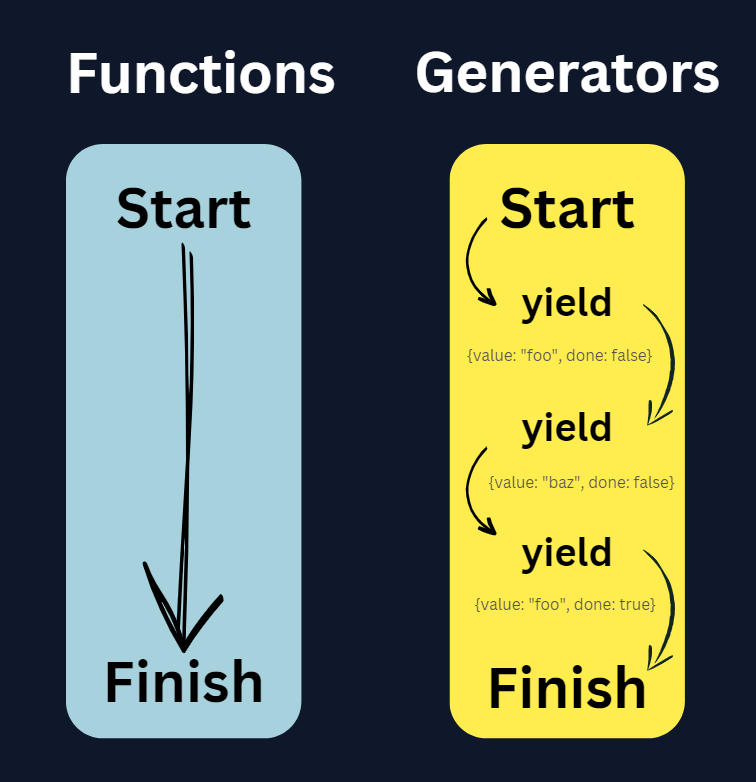 Functions
Generators
Start
Finish
Start
yield
{value: "foo", done: false}
yield
{value: "baz", done: false}
yield
{value: "foo", done: true}
Finish